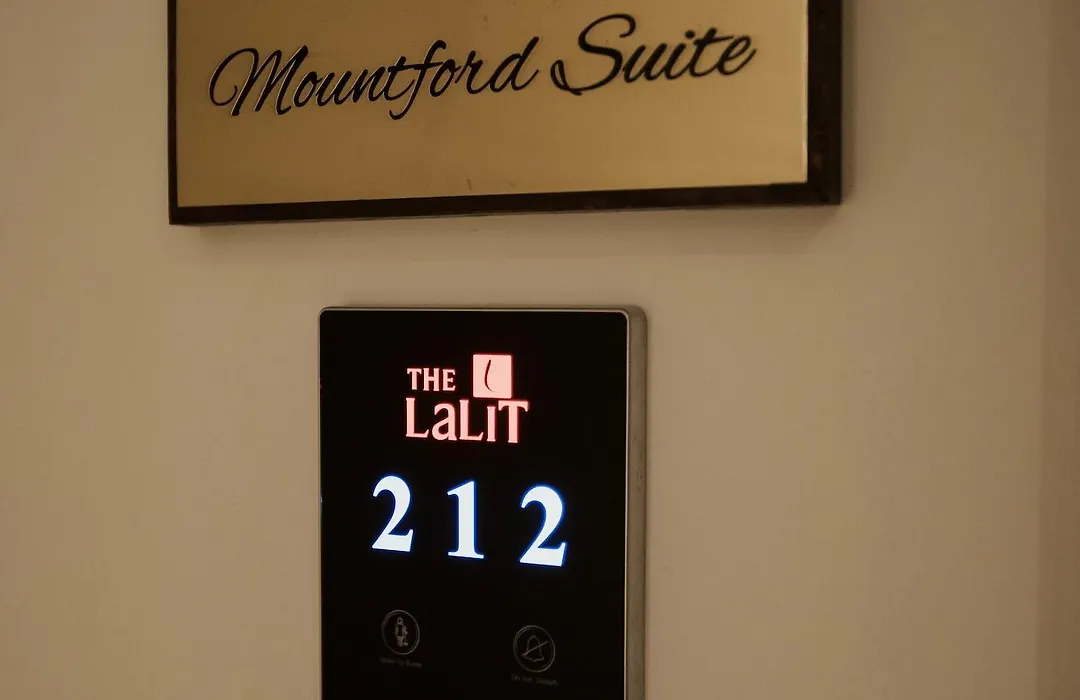 Mountford Suite
THE
LaLiT
212